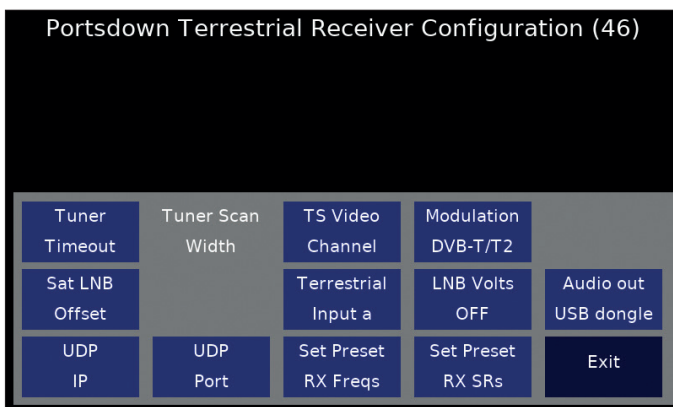 Portsdown Terrestrial Receiver Configuration (46)
Tuner Timeout
Tuner Scan Width
TS Video Channel
Modulation DVB-T/T2
Sat LNB Offset
Terrestrial Input a
LNB Volts OFF
Audio out USB dongle
UDP IP
UDP Port
Set Preset RX Freqs
Set Preset RX SRs
Exit